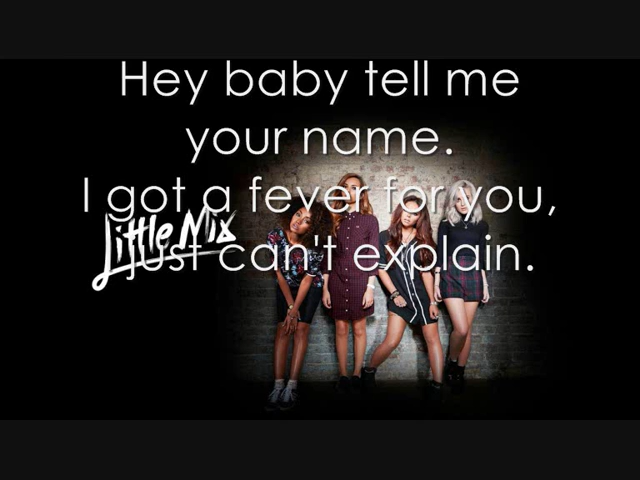 Hey baby tell me
your name.
I got a fever for you,
Little Mix
just can't explain.